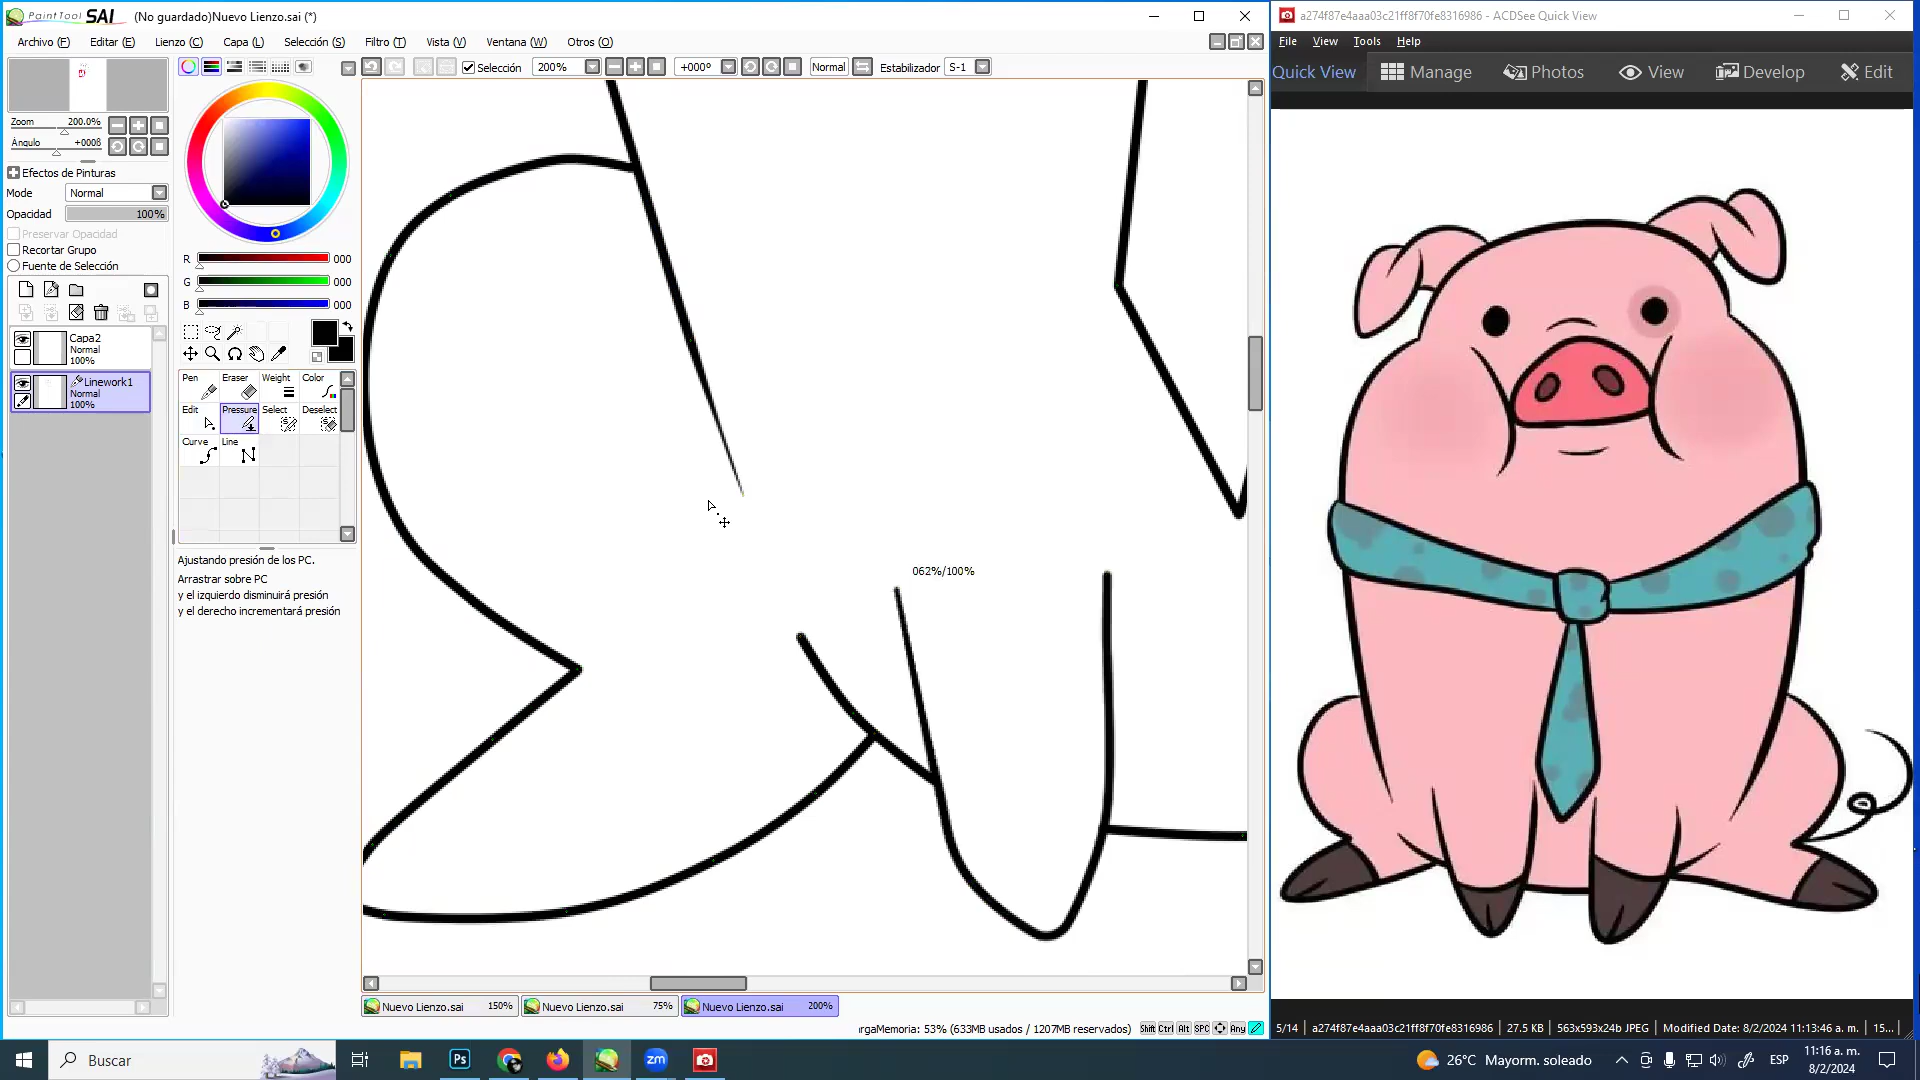 PaintTool SAI (No guardado)Nuevo Lienzo.sai (*)
Archivo (F) Editar (E) Lienzo (C) Capa (L) Selección (S) Filtro (T) Vista (V) Ventana (W) Otros (O)
Selección 200% +000º Normal Estabilizador S-1
Zoom 200.0%
Ángulo
Efectos de Pinturas
Mode Normal
Opacidad 100%
Preservar Opacidad
Recortar Grupo
Fuente de Selección
Capa2
Normal
100%
Linework1
Normal
100%
R 000
G 000
B 000
Pen Eraser Weight Color
Edit Pressure Select Deselect
Curve Line
Ajustando presión de los PC.
Arrastrar sobre PC
y el izquierdo disminuirá presión
y el derecho incrementará presión
062%/100%
Nuevo Lienzo.sai 150% Nuevo Lienzo.sai 75% Nuevo Lienzo.sai 200%
rgaMemoria: 53% (633MB usados / 1207MB reservados) Shift Ctrl Alt SPC Any
a274f87e4aaa03c21ff8f70fe8316986 - ACDSee Quick View
File View Tools Help
Quick View Manage Photos View Develop Edit
5/14 a274f87e4aaa03c21ff8f70fe8316986 27.5 KB 563x593x24b JPEG Modified Date: 8/2/2024 11:13:46 a. m. 15...
Buscar
Ps
zm
26°C Mayorm. soleado ESP 11:16 a. m.
8/2/2024